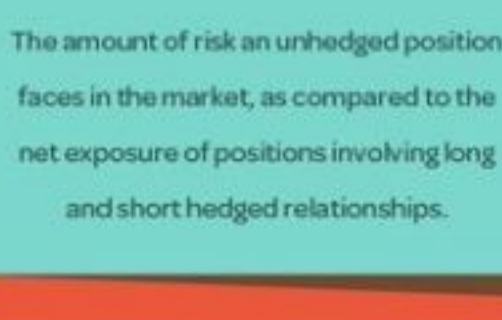 The amount of risk an unhedged position
faces in the market, as compared to the
net exposure of positions involving long
and short hedged relationships.